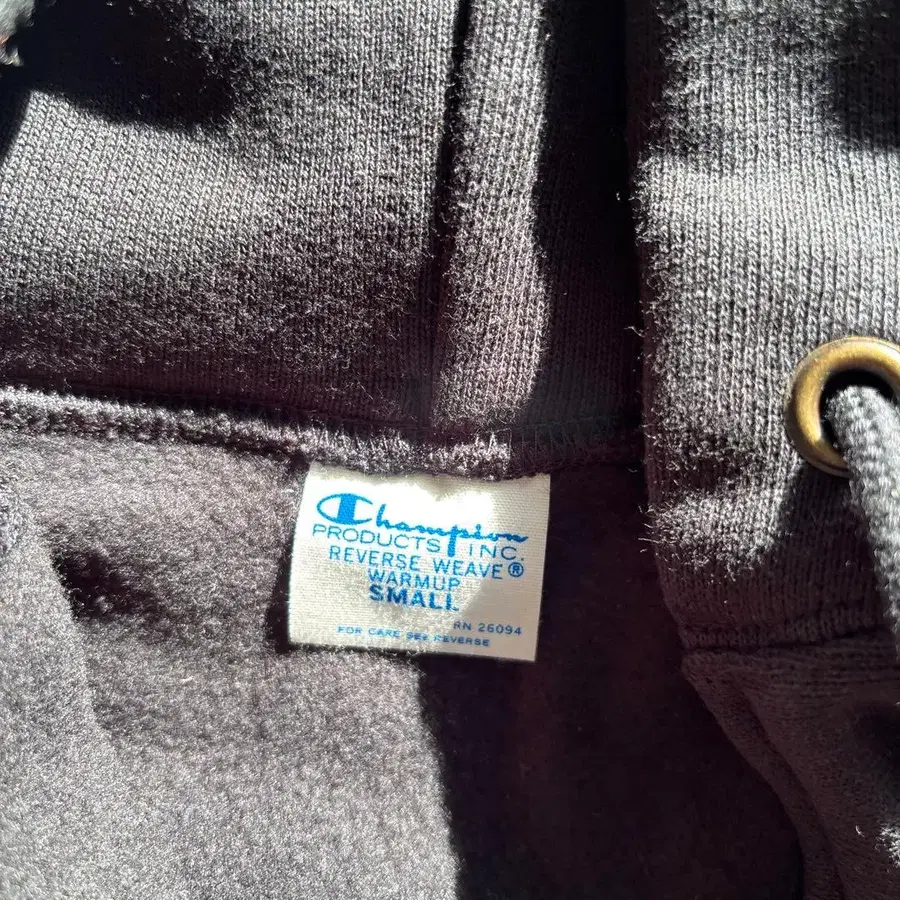 Champion
PRODUCTS INC.
REVERSE WEAVE®
WARMUP
SMALL
RN 26094
FOR CARE SEE REVERSE